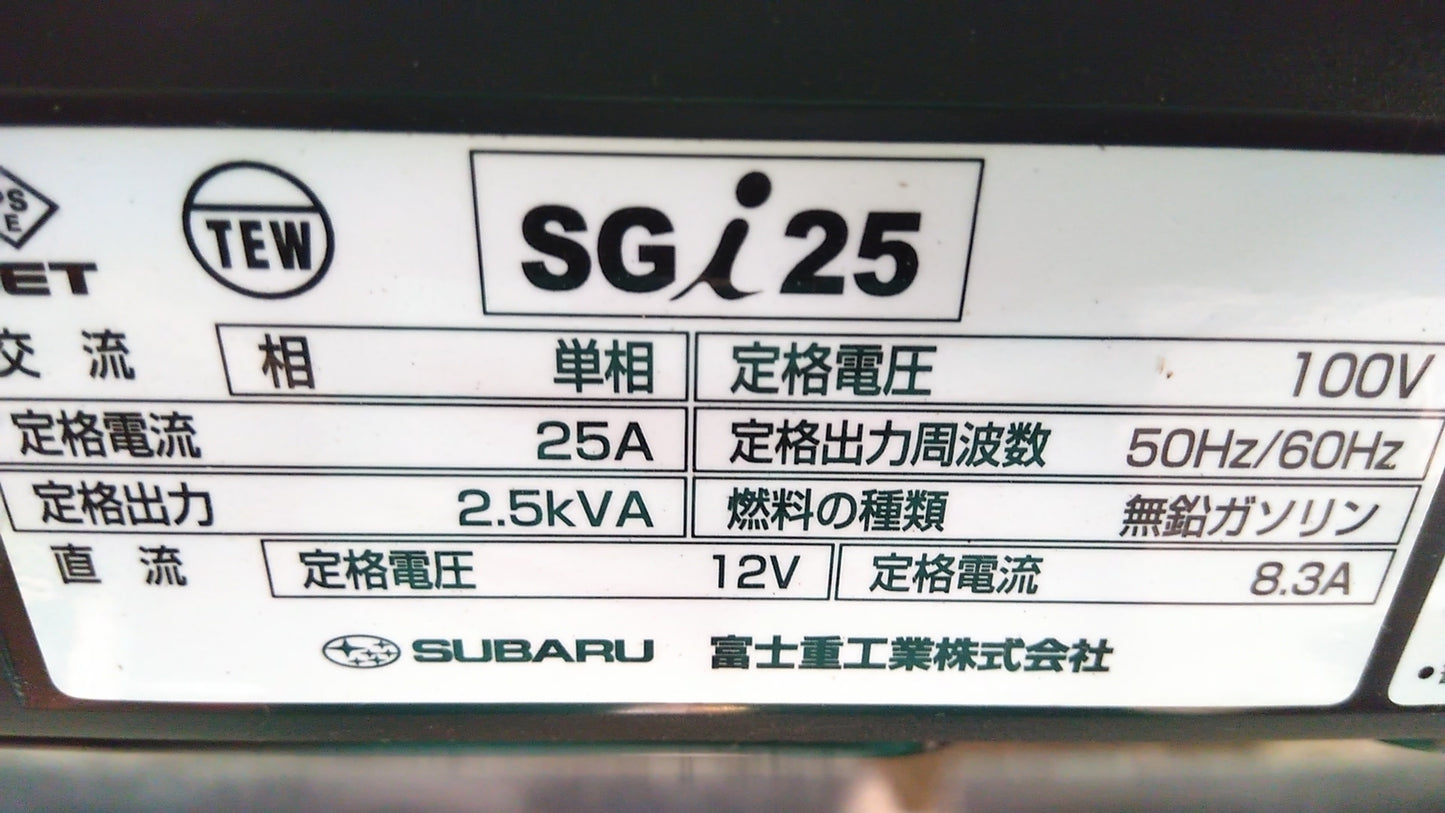 PS
E
JET
TEW
SGi25
交流 相 単相 定格電圧 100V
定格電流 25A 定格出力周波数 50Hz/60Hz
定格出力 2.5kVA 燃料の種類 無鉛ガソリン
直流 定格電圧 12V 定格電流 8.3A
SUBARU 富士重工業株式会社